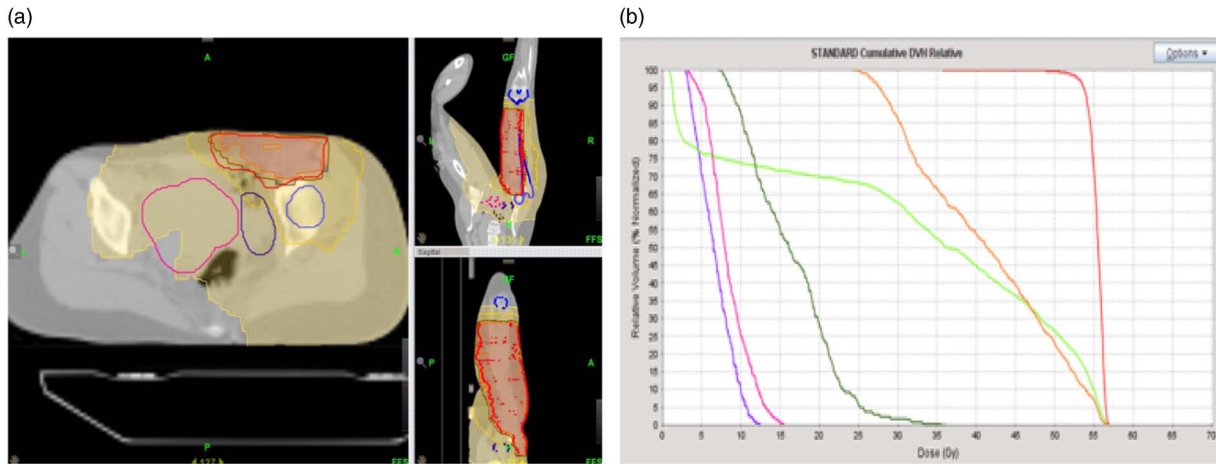 (a)
(b)
A
L
R
P
127
FFS
GF
R
FFS
Sagittal
P
A
FFS
STANDARD Cumulative DVH Relative
Options
Relative Volume (% Normalized)
100
95
90
85
80
75
70
65
60
55
50
45
40
35
30
25
20
15
10
5
0
0 5 10 15 20 25 30 35 40 45 50 55 60 65 70
Dose (Gy)